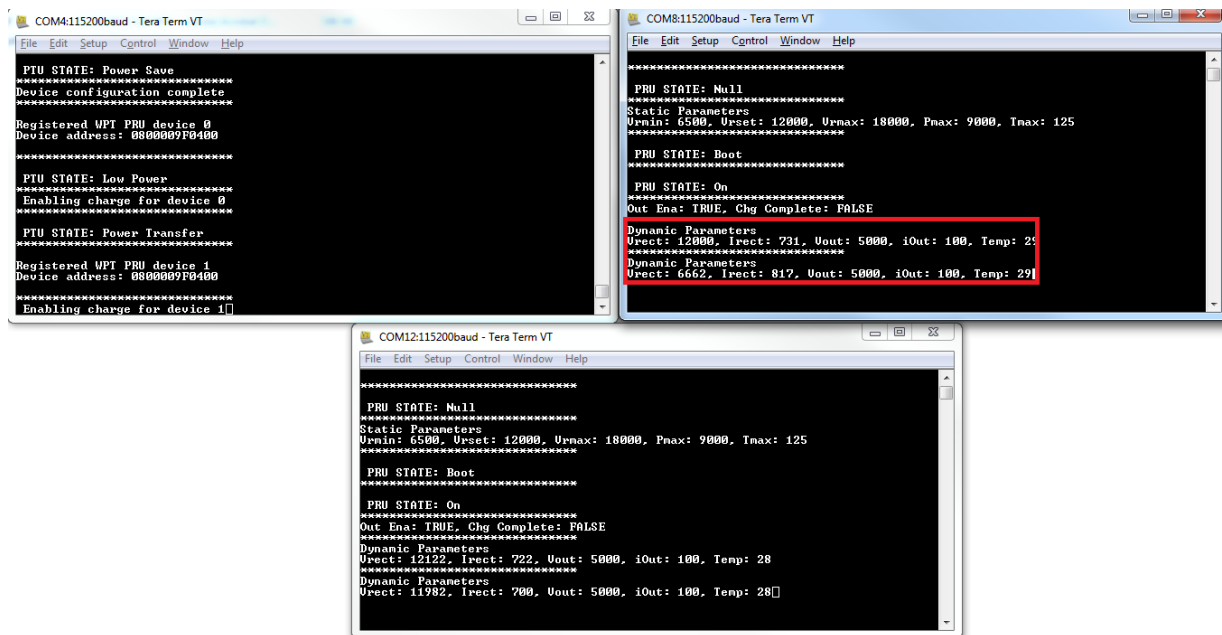 COM4:115200baud - Tera Term VT
File Edit Setup Control Window Help
PTU STATE: Power Save
*******************************
Device configuration complete
*******************************
Registered WPT PRU device 0
Device address: 0800009F0400
*******************************
PTU STATE: Low Power
*******************************
Enabling charge for device 0
*******************************
PTU STATE: Power Transfer
*******************************
Registered WPT PRU device 1
Device address: 0800009F0400
*******************************
Enabling charge for device 1
COM8:115200baud - Tera Term VT
File Edit Setup Control Window Help
*******************************
PRU STATE: Null
*******************************
Static Parameters
Vrmin: 6500, Vrset: 12000, Vrmax: 18000, Pmax: 9000, Tmax: 125
*******************************
PRU STATE: Boot
*******************************
PRU STATE: On
*******************************
Out Ena: TRUE, Chg Complete: FALSE
Dynamic Parameters
Vrect: 12000, Irect: 731, Vout: 5000, iOut: 100, Temp: 29
*******************************
Dynamic Parameters
Vrect: 6662, Irect: 817, Vout: 5000, iOut: 100, Temp: 29
COM12:115200baud - Tera Term VT
File Edit Setup Control Window Help
*******************************
PRU STATE: Null
*******************************
Static Parameters
Vrmin: 6500, Vrset: 12000, Vrmax: 18000, Pmax: 9000, Tmax: 125
*******************************
PRU STATE: Boot
*******************************
PRU STATE: On
*******************************
Out Ena: TRUE, Chg Complete: FALSE
*******************************
Dynamic Parameters
Vrect: 12122, Irect: 722, Vout: 5000, iOut: 100, Temp: 28
*******************************
Dynamic Parameters
Vrect: 11982, Irect: 700, Vout: 5000, iOut: 100, Temp: 28